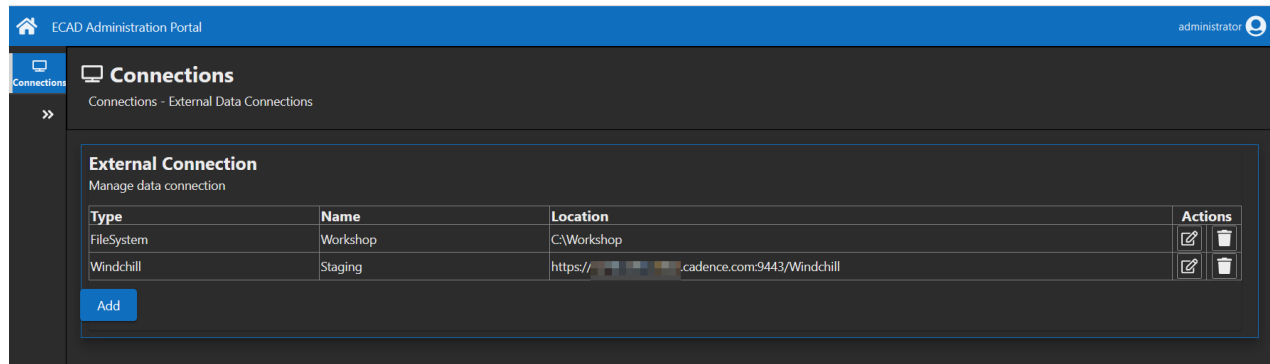 ECAD Administration Portal administrator
Connections
Connections
Connections - External Data Connections
External Connection
Manage data connection
Type Name Location Actions
FileSystem Workshop C:\Workshop
Windchill Staging https://.cadence.com:9443/Windchill
Add